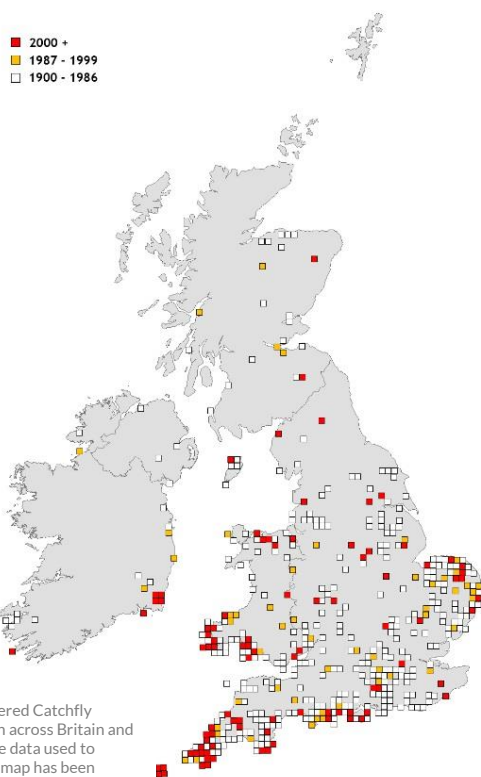 2000 +
1987 - 1999
1900 - 1986
ered Catchfly
across Britain and
e data used to
map has been